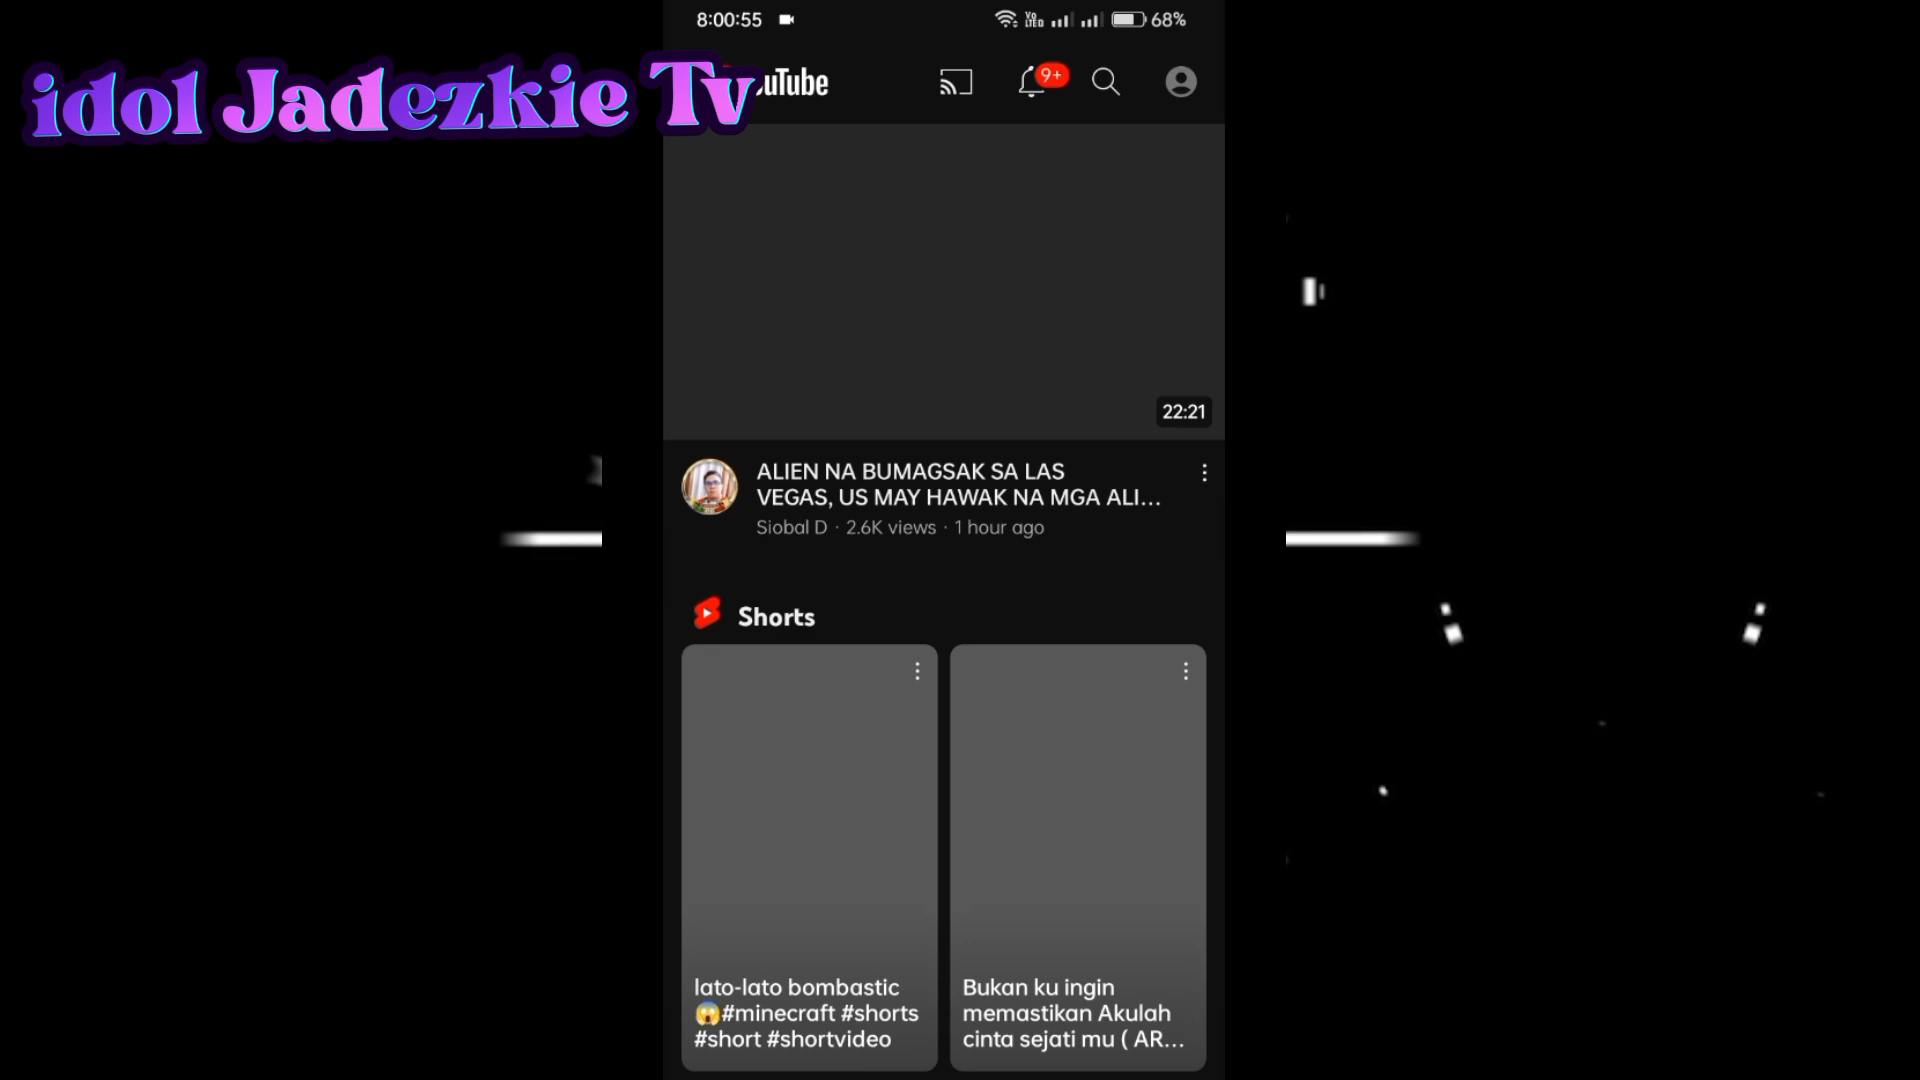 8:00:55
VoLTED 68%
idol Jadezkie Tv
uTube
9+
22:21
ALIEN NA BUMAGSAK SA LAS
VEGAS, US MAY HAWAK NA MGA ALI...
Siobal D · 2.6K views · 1 hour ago
Shorts
lato-lato bombastic
😱#minecraft #shorts
#short #shortvideo
Bukan ku ingin
memastikan Akulah
cinta sejati mu ( AR...